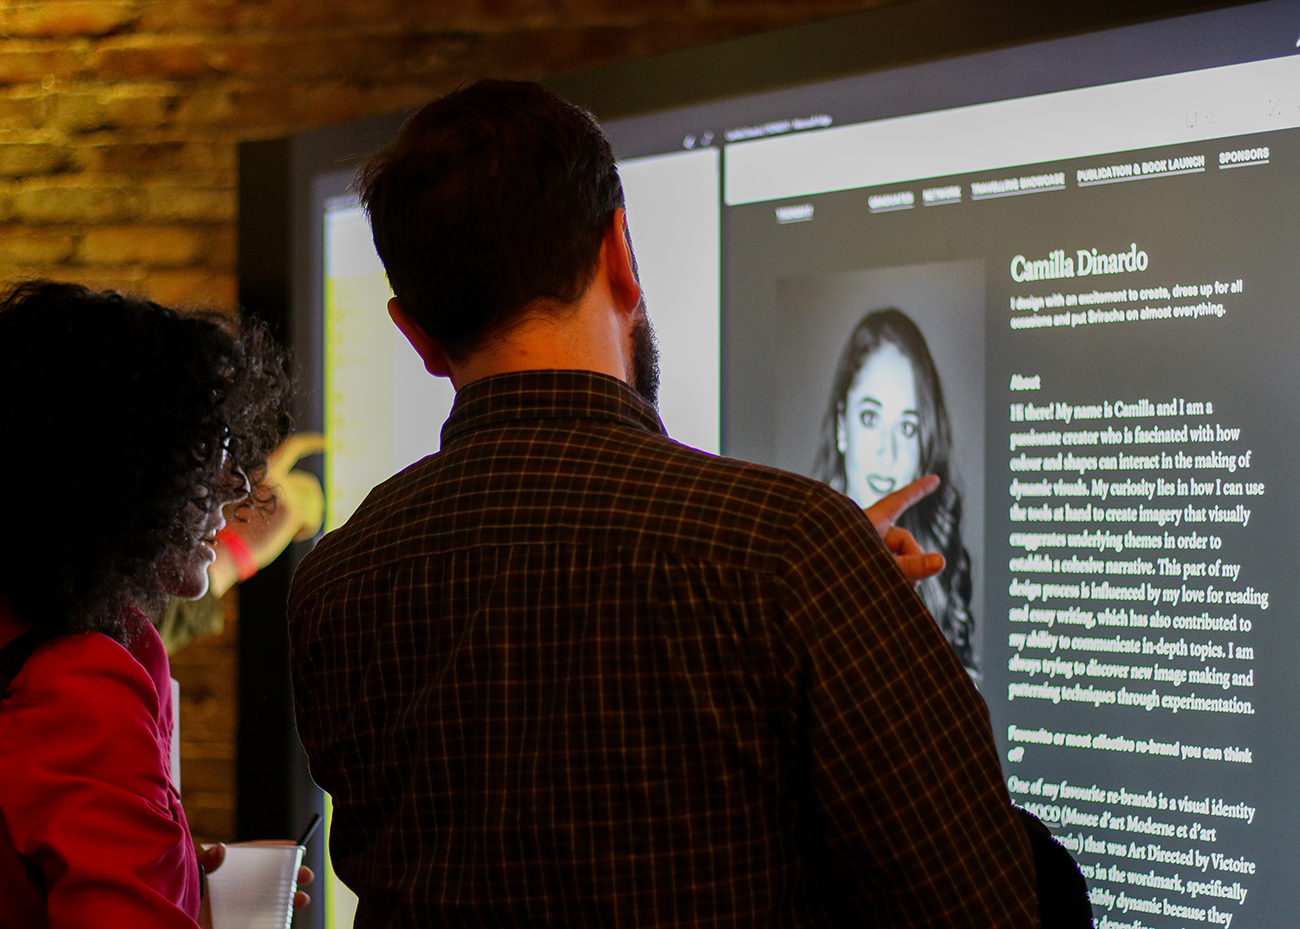 GRADUATES NETWORK TRAVELLING SHOWCASE PUBLICATION & BOOK LAUNCH SPONSORS
Camilla Dinardo
I design with an excitement to create, dress up for all
occasions and put Sriracha on almost everything.
About
Hi there! My name is Camilla and I am a
passionate creator who is fascinated with how
colour and shapes can interact in the making of
dynamic visuals. My curiosity lies in how I can use
the tools at hand to create imagery that visually
exaggerates underlying themes in order to
establish a cohesive narrative. This part of my
design process is influenced by my love for reading
and essay writing, which has also contributed to
my ability to communicate in-depth topics. I am
always trying to discover new image making and
patterning techniques through experimentation.
Favourite or most effective re-brand you can think
of?
One of my favourite re-brands is a visual identity
MOCO (Musee d'art Moderne et d'art
that was Art Directed by Victoire
in the wordmark, specifically
dynamic because they